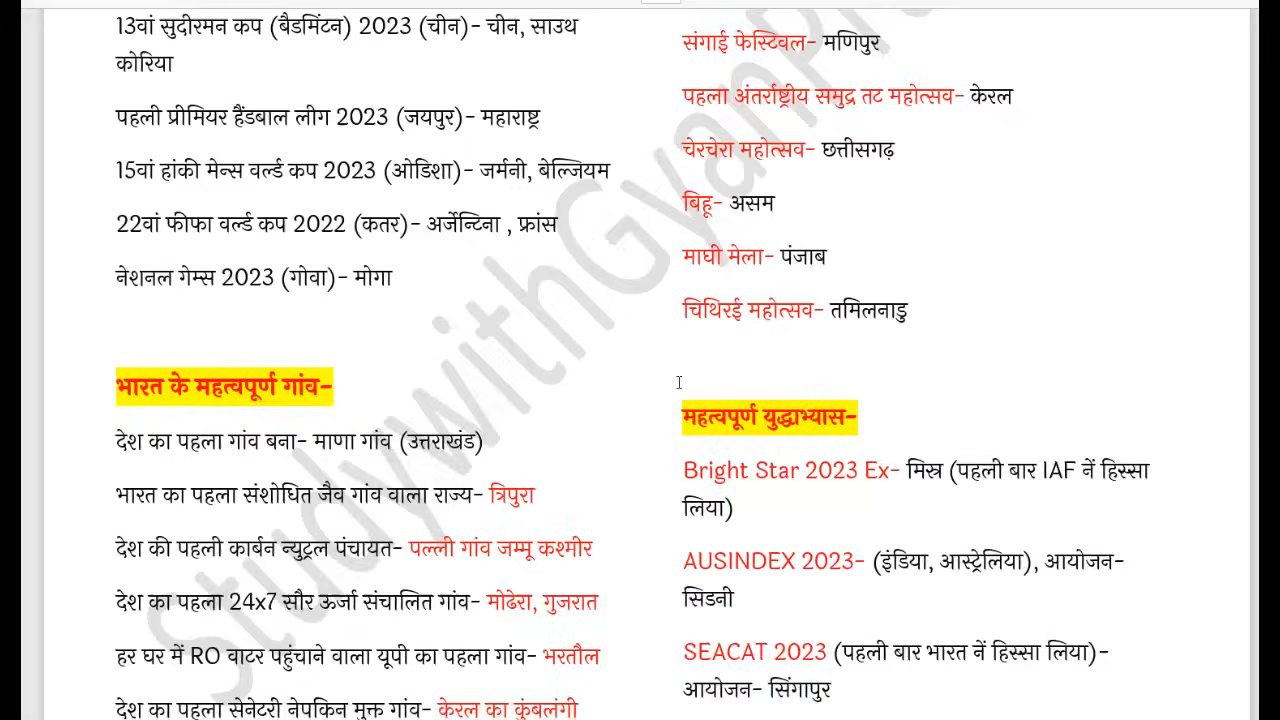 13वां सुदीरमन कप (बैडमिंटन) 2023 (चीन)- चीन, साउथ
कोरिया
पहली प्रीमियर हैंडबाल लीग 2023 (जयपुर)- महाराष्ट्र
15वां हांकी मेन्स वर्ल्ड कप 2023 (ओडिशा)- जर्मनी, बेल्जियम
22वां फीफा वर्ल्ड कप 2022 (कतर)- अर्जेन्टिना , फ्रांस
नेशनल गेम्स 2023 (गोवा)- मोगा
भारत के महत्वपूर्ण गांव-
देश का पहला गांव बना- माणा गांव (उत्तराखंड)
भारत का पहला संशोधित जैव गांव वाला राज्य- त्रिपुरा
देश की पहली कार्बन न्युट्रल पंचायत- पल्ली गांव जम्मू कश्मीर
देश का पहला 24x7 सौर ऊर्जा संचालित गांव- मोढेरा, गुजरात
हर घर में RO वाटर पहुंचाने वाला यूपी का पहला गांव- भरतौल
देश का पहला सेनेटरी नेपकिन मुक्त गांव- केरल का कुंबलंगी
संगाई फेस्टिवल- मणिपुर
पहला अंतर्राष्ट्रीय समुद्र तट महोत्सव- केरल
चेरचेरा महोत्सव- छत्तीसगढ़
बिहू- असम
माघी मेला- पंजाब
चिथिरई महोत्सव- तमिलनाडु
महत्वपूर्ण युद्धाभ्यास-
Bright Star 2023 Ex- मिस्र (पहली बार IAF नें हिस्सा
लिया)
AUSINDEX 2023- (इंडिया, आस्ट्रेलिया), आयोजन-
सिडनी
SEACAT 2023 (पहली बार भारत नें हिस्सा लिया)-
आयोजन- सिंगापुर
StudywithGyanPr